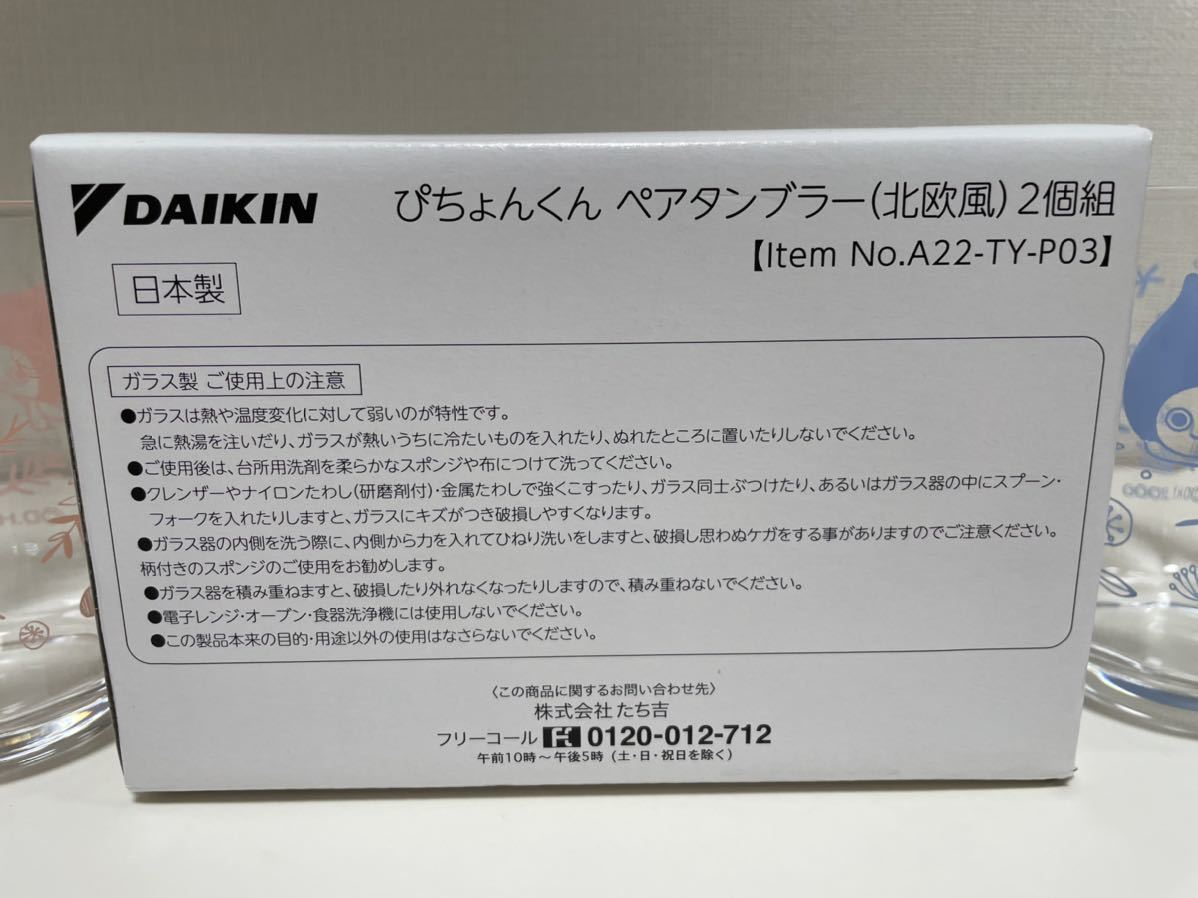 DAIKIN
ぴちょんくん ペアタンブラー(北欧風)2個組
【Item No.A22-TY-P03】
日本製
ガラス製 ご使用上の注意
●ガラスは熱や温度変化に対して弱いのが特性です。
急に熱湯を注いだり、ガラスが熱いうちに冷たいものを入れたり、ぬれたところに置いたりしないでください。
●ご使用後は、台所用洗剤を柔らかなスポンジや布につけて洗ってください。
●クレンザーやナイロンたわし(研磨剤付)・金属たわしで強くこすったり、ガラス同士ぶつけたり、あるいはガラス器の中にスプーン・
フォークを入れたりしますと、ガラスにキズがつき破損しやすくなります。
●ガラス器の内側を洗う際に、内側から力を入れてひねり洗いをしますと、破損し思わぬケガをする事がありますのでご注意ください。
柄付きのスポンジのご使用をお勧めします。
●ガラス器を積み重ねますと、破損したり外れなくなったりしますので、積み重ねないでください。
●電子レンジ・オーブン・食器洗浄機には使用しないでください。
●この製品本来の目的・用途以外の使用はなさらないでください。
〈この商品に関するお問い合わせ先〉
株式会社 たち吉
フリーコール 0120-012-712
午前10時〜午後5時(土・日・祝日を除く)